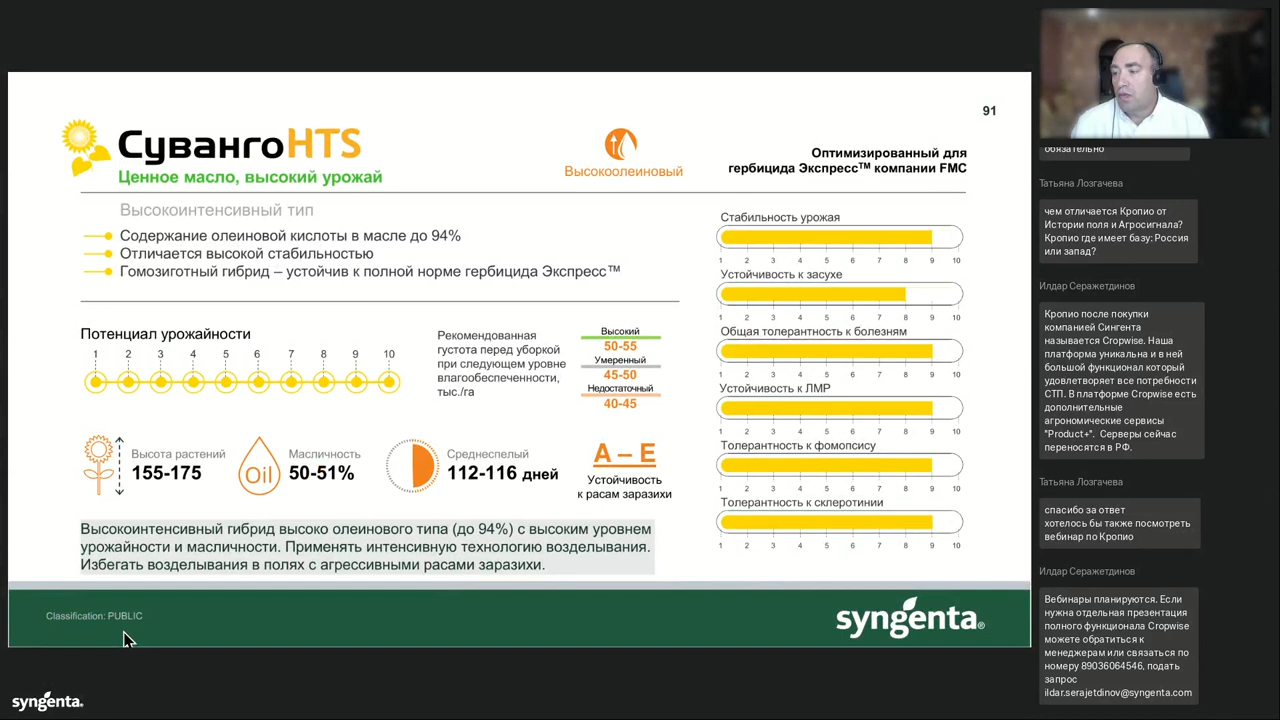 91
Суванго HTS
Ценное масло, высокий урожай
Высокоолеиновый
Оптимизированный для
гербицида Экспресс™ компании FMC
Высокоинтенсивный тип
Содержание олеиновой кислоты в масле до 94%
Отличается высокой стабильностью
Гомозиготный гибрид – устойчив к полной норме гербицида Экспресс™
Потенциал урожайности
1 2 3 4 5 6 7 8 9 10
Рекомендованная
густота перед уборкой
при следующем уровне
влагообеспеченности,
тыс./га
Высокий
50-55
Умеренный
45-50
Недостаточный
40-45
Высота растений
155-175
Oil
Масличность
50-51%
Среднеспелый
112-116 дней
A – E
Устойчивость
к расам заразихи
Высокоинтенсивный гибрид высоко олеинового типа (до 94%) с высоким уровнем
урожайности и масличности. Применять интенсивную технологию возделывания.
Избегать возделывания в полях с агрессивными расами заразихи.
Стабильность урожая
1 2 3 4 5 6 7 8 9 10
Устойчивость к засухе
1 2 3 4 5 6 7 8 9 10
Общая толерантность к болезням
1 2 3 4 5 6 7 8 9 10
Устойчивость к ЛМР
1 2 3 4 5 6 7 8 9 10
Толерантность к фомопсису
1 2 3 4 5 6 7 8 9 10
Толерантность к склеротинии
1 2 3 4 5 6 7 8 9 10
Classification: PUBLIC
syngenta®
syngenta.
обязательно
Татьяна Лозгачева
чем отличается Кропио от
Истории поля и Агросигнала?
Кропио где имеет базу: Россия
или запад?
Илдар Серажетдинов
Кропио после покупки
компанией Сингента
называется Cropwise. Наша
платформа уникальна и в ней
большой функционал который
удовлетворяет все потребности
СТП. В платформе Cropwise есть
дополнительные
агрономические сервисы
"Product+". Серверы сейчас
переносятся в РФ.
Татьяна Лозгачева
спасибо за ответ
хотелось бы также посмотреть
вебинар по Кропио
Илдар Серажетдинов
Вебинары планируются. Если
нужна отдельная презентация
полного функционала Cropwise
можете обратиться к
менеджерам или связаться по
номеру 89036064546, подать
запрос
ildar.serajetdinov@syngenta.com